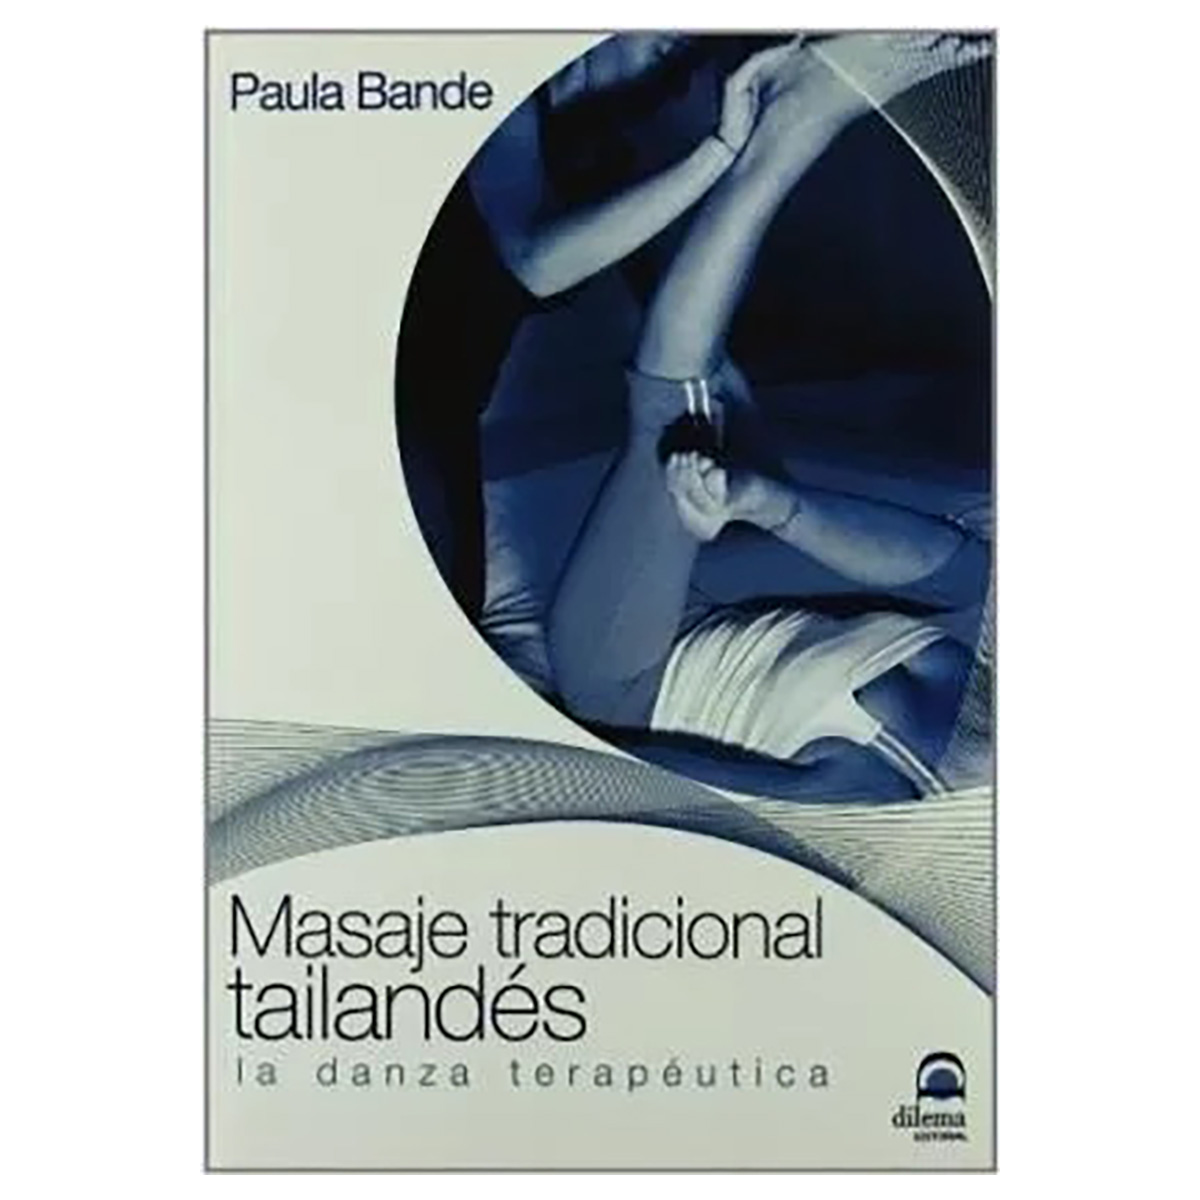 Paula Bande
Masaje tradicional
tailandés
la danza terapéutica
dilema
EDITORIAL